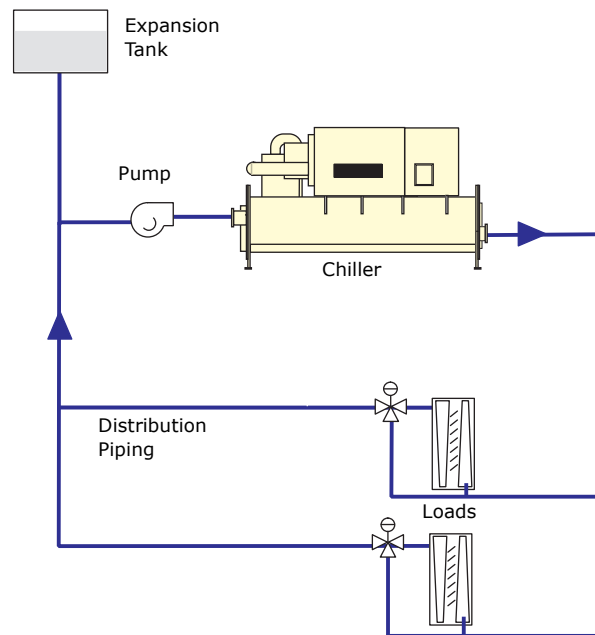 Expansion
Tank
Pump
Chiller
Distribution
Piping
Loads